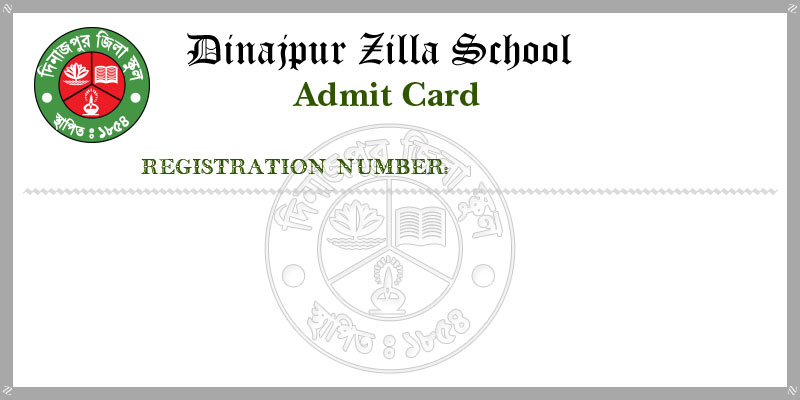 দিনাজপুর জিলা স্কুল
স্থাপিত : ১৮৫৪
Dinajpur Zilla School
Admit Card
REGISTRATION NUMBER:
দিনাজপুর জিলা স্কুল
স্থাপিত : ১৮৫৪